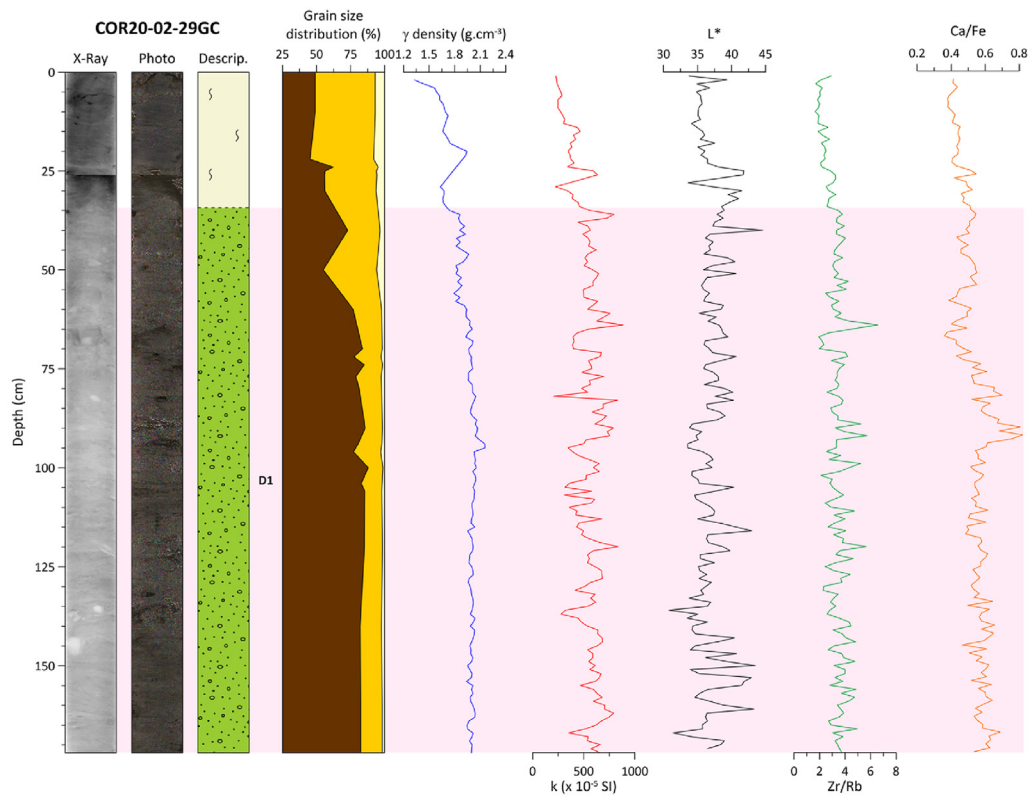 COR20-02-29GC
X-Ray Photo Descrip.
Grain size
distribution (%)
25 50 75 100
γ density (g.cm⁻³)
1.2 1.5 1.8 2.1 2.4
L*
30 35 40 45
Ca/Fe
0.2 0.4 0.6 0.8
Depth (cm)
0
25
50
75
100
125
150
D1
0 500 1000
k (x 10⁻⁵ SI)
0 2 4 6 8
Zr/Rb